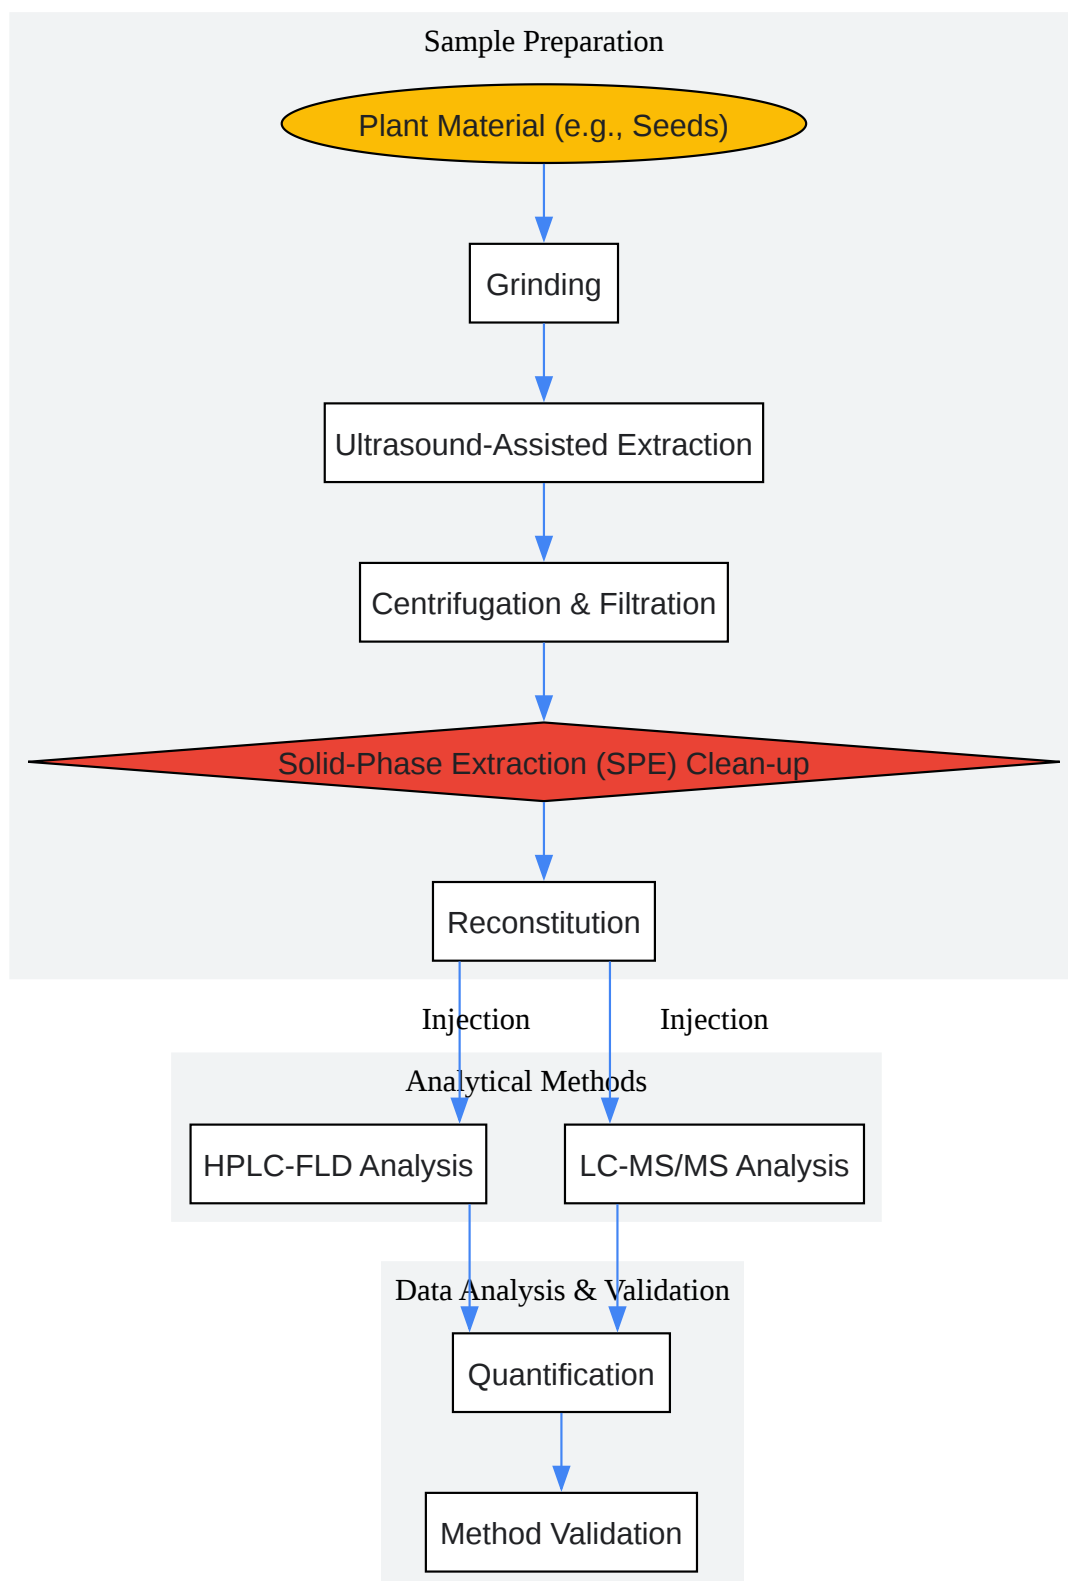 Sample Preparation
Plant Material (e.g., Seeds)
Grinding
Ultrasound-Assisted Extraction
Centrifugation & Filtration
Solid-Phase Extraction (SPE) Clean-up
Reconstitution
Injection
Injection
Analytical Methods
HPLC-FLD Analysis
LC-MS/MS Analysis
Data Analysis & Validation
Quantification
Method Validation